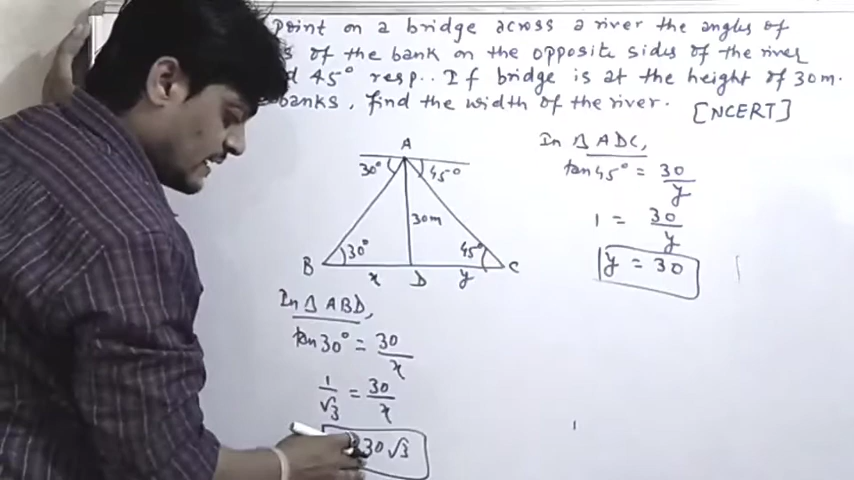 point on a bridge across a river the angles of
of the bank on the opposite sides of the river
45° resp.. If bridge is at the height of 30m.
banks, find the width of the river. [NCERT]
A
30° 45°
30m
30° 45°
B x D y C
In Δ ADC,
tan 45° = 30/y
1 = 30/y
y = 30
In Δ ABD,
tan 30° = 30/x
1/√3 = 30/x
30√3